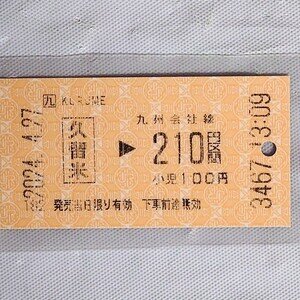 九 KURUME
久留米
九州会社線
▶ 210円区間
小児100円
発売当日限り有効 下車前途無効
2024.-4.27
3467 13:09